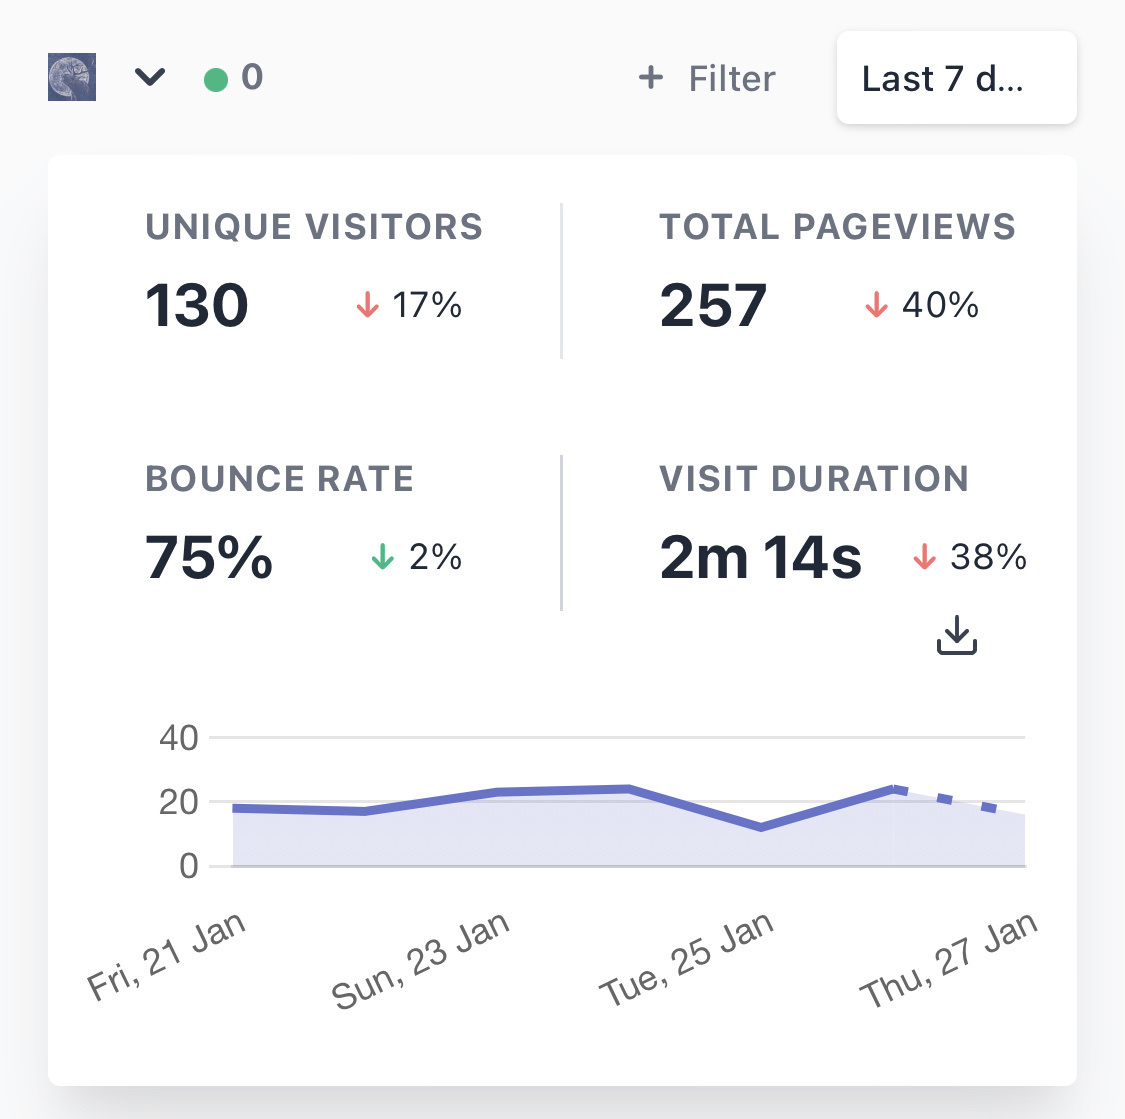 0
+ Filter
Last 7 d...
UNIQUE VISITORS
130 ↓ 17%
TOTAL PAGEVIEWS
257 ↓ 40%
BOUNCE RATE
75% ↓ 2%
VISIT DURATION
2m 14s ↓ 38%
40
20
0
Fri, 21 Jan
Sun, 23 Jan
Tue, 25 Jan
Thu, 27 Jan